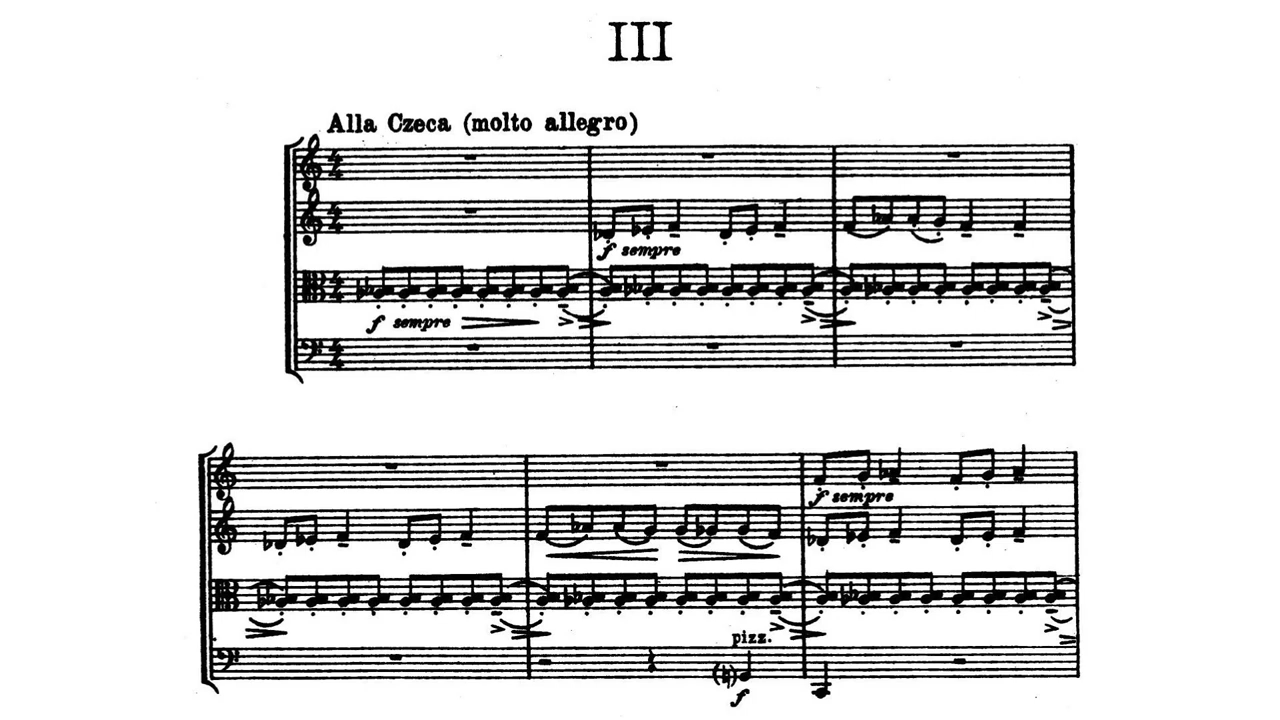 III
Alla Czeca (molto allegro)
f sempre
f sempre
f sempre
pizz.
f